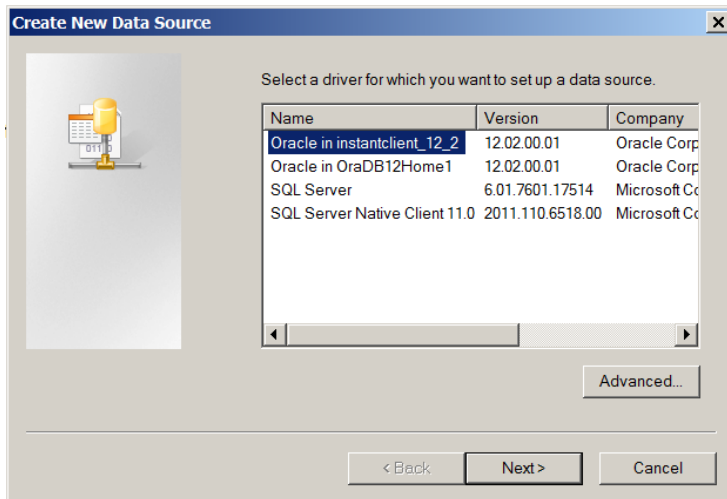 Create New Data Source
Select a driver for which you want to set up a data source.
Name Version Company
Oracle in instantclient_12_2 12.02.00.01 Oracle Corp
Oracle in OraDB12Home1 12.02.00.01 Oracle Corp
SQL Server 6.01.7601.17514 Microsoft Co
SQL Server Native Client 11.0 2011.110.6518.00 Microsoft Co
Advanced...
< Back Next > Cancel